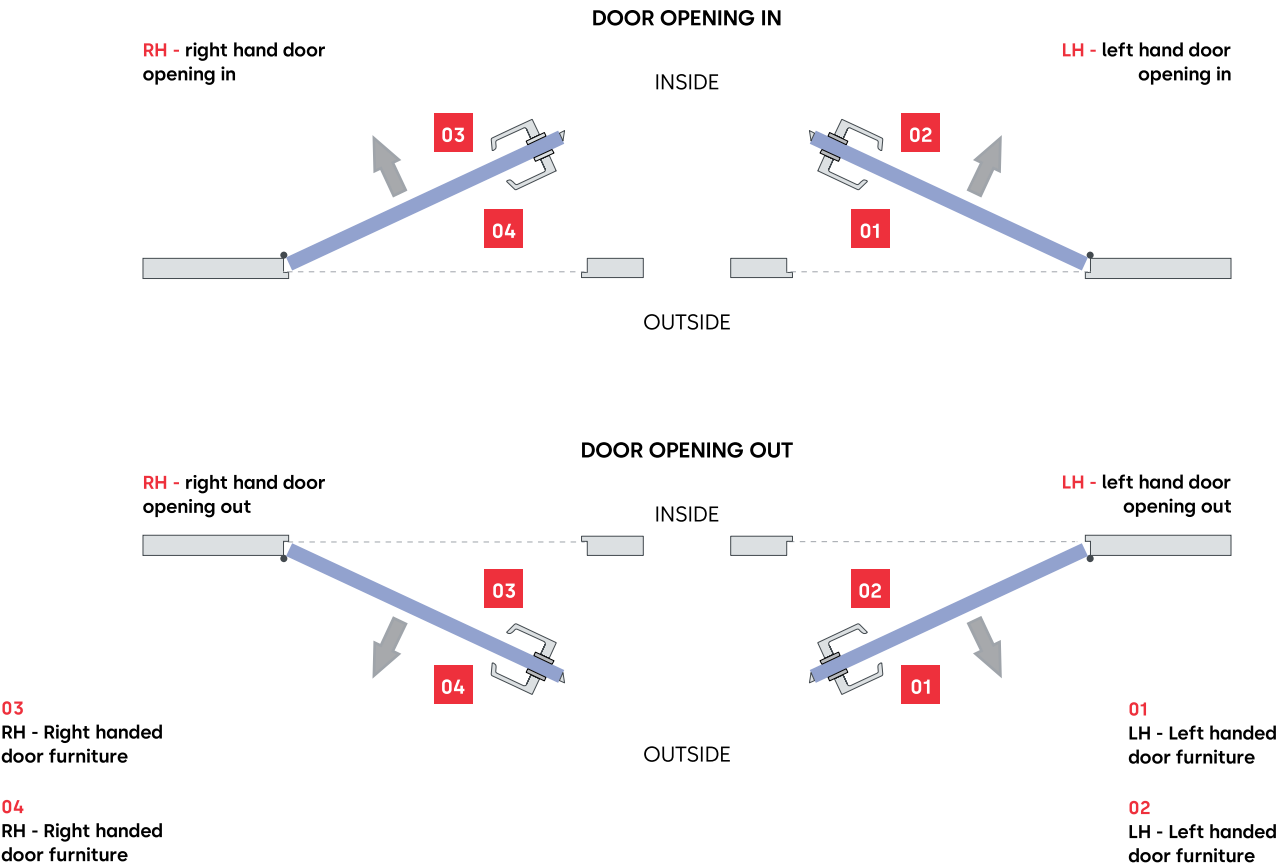 DOOR OPENING IN
RH - right hand door
opening in
LH - left hand door
opening in
INSIDE
03
02
04
01
OUTSIDE
DOOR OPENING OUT
RH - right hand door
opening out
LH - left hand door
opening out
INSIDE
03
02
04
01
OUTSIDE
03
RH - Right handed
door furniture
04
RH - Right handed
door furniture
01
LH - Left handed
door furniture
02
LH - Left handed
door furniture